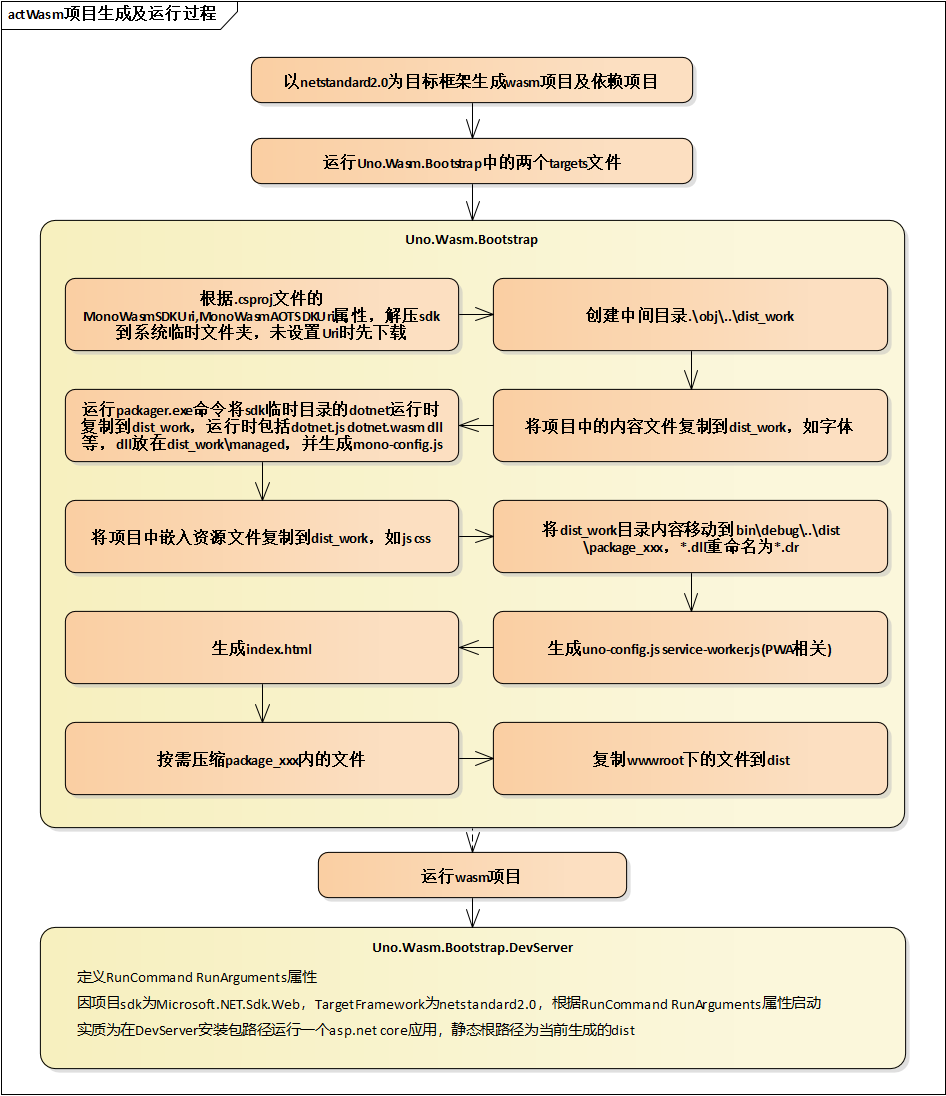 actWasm项目生成及运行过程
以netstandard2.0为目标框架生成wasm项目及依赖项目
运行Uno.Wasm.Bootstrap中的两个targets文件
Uno.Wasm.Bootstrap
根据.csproj文件的
MonoWasmSDKUri,MonoWasmAOTSDKUri属性，解压sdk
到系统临时文件夹，未设置Uri时先下载
创建中间目录.\obj\..\dist_work
将项目中的内容文件复制到dist_work，如字体
运行packager.exe命令将sdk临时目录的dotnet运行时
复制到dist_work，运行时包括dotnet.js dotnet.wasm dll
等，dll放在dist_work\managed，并生成mono-config.js
将项目中嵌入资源文件复制到dist_work，如js css
将dist_work目录内容移动到bin\debug\..\dist
\package_xxx，*.dll重命名为*.clr
生成uno-config.js service-worker.js (PWA相关)
生成index.html
按需压缩package_xxx内的文件
复制wwwroot下的文件到dist
运行wasm项目
Uno.Wasm.Bootstrap.DevServer
定义RunCommand RunArguments属性
因项目sdk为Microsoft.NET.Sdk.Web，TargetFramework为netstandard2.0，根据RunCommand RunArguments属性启动
实质为在DevServer安装包路径运行一个asp.net core应用，静态根路径为当前生成的dist